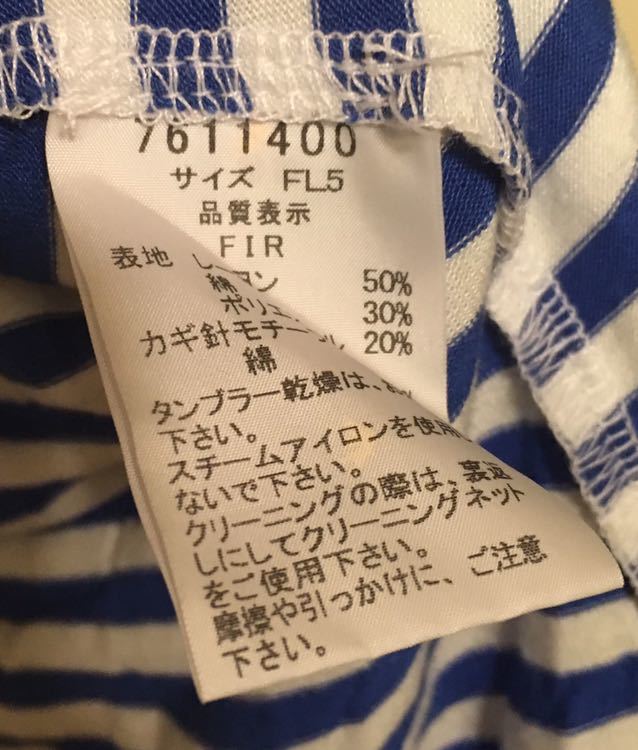 7611400
サイズ FL5
品質表示
FIR
表地
綿 50%
30%
カギ針モチ 20%
綿
タンブラー乾燥は、
下さい。
スチームアイロンを使用し
ないで下さい。
クリーニングの際は、裏返
しにしてクリーニングネット
をご使用下さい。
摩擦や引っかけに、ご注意
下さい。